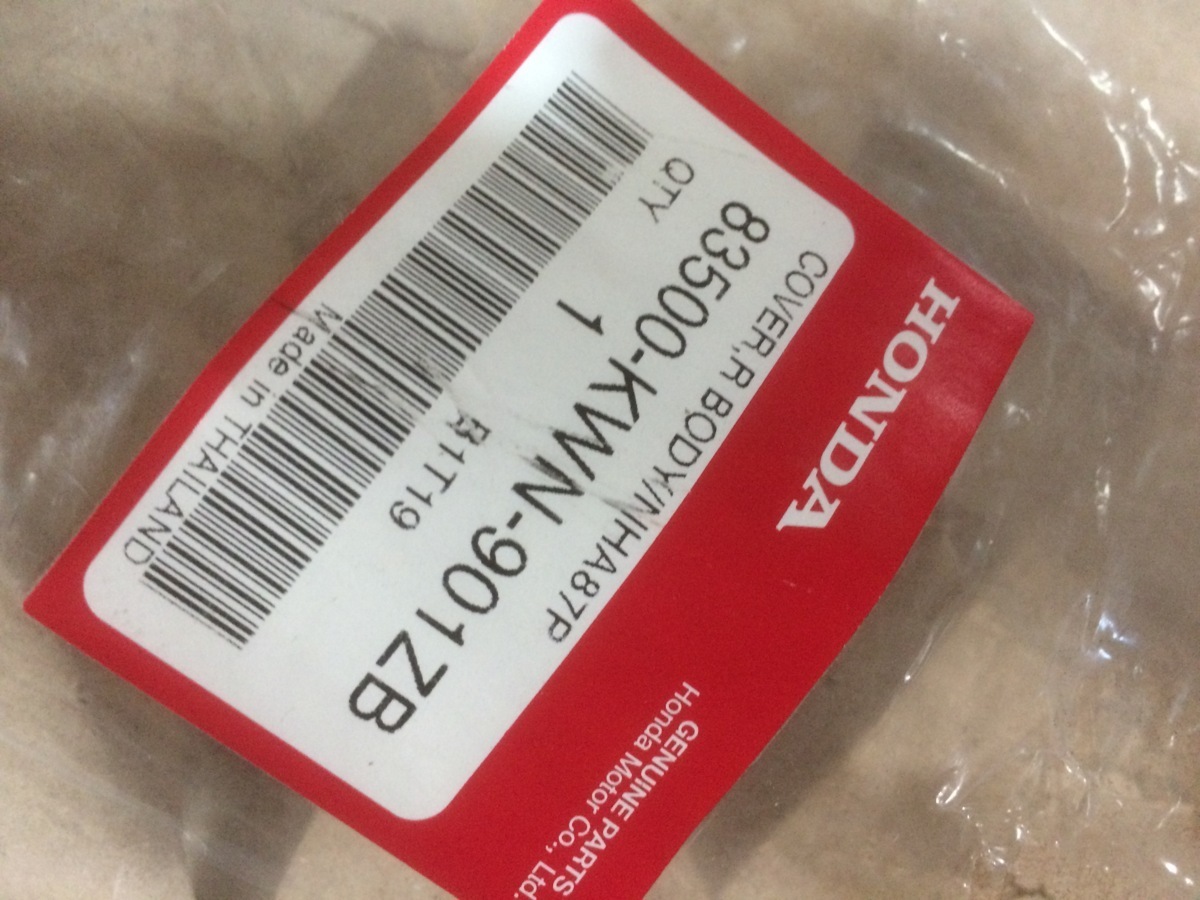 HONDA
GENUINE PARTS
Honda Motor Co., Ltd.
COVER,R BODY/NHA87P
83500-KWN-901ZB
QTY 1 B1T19
Made in THAILAND